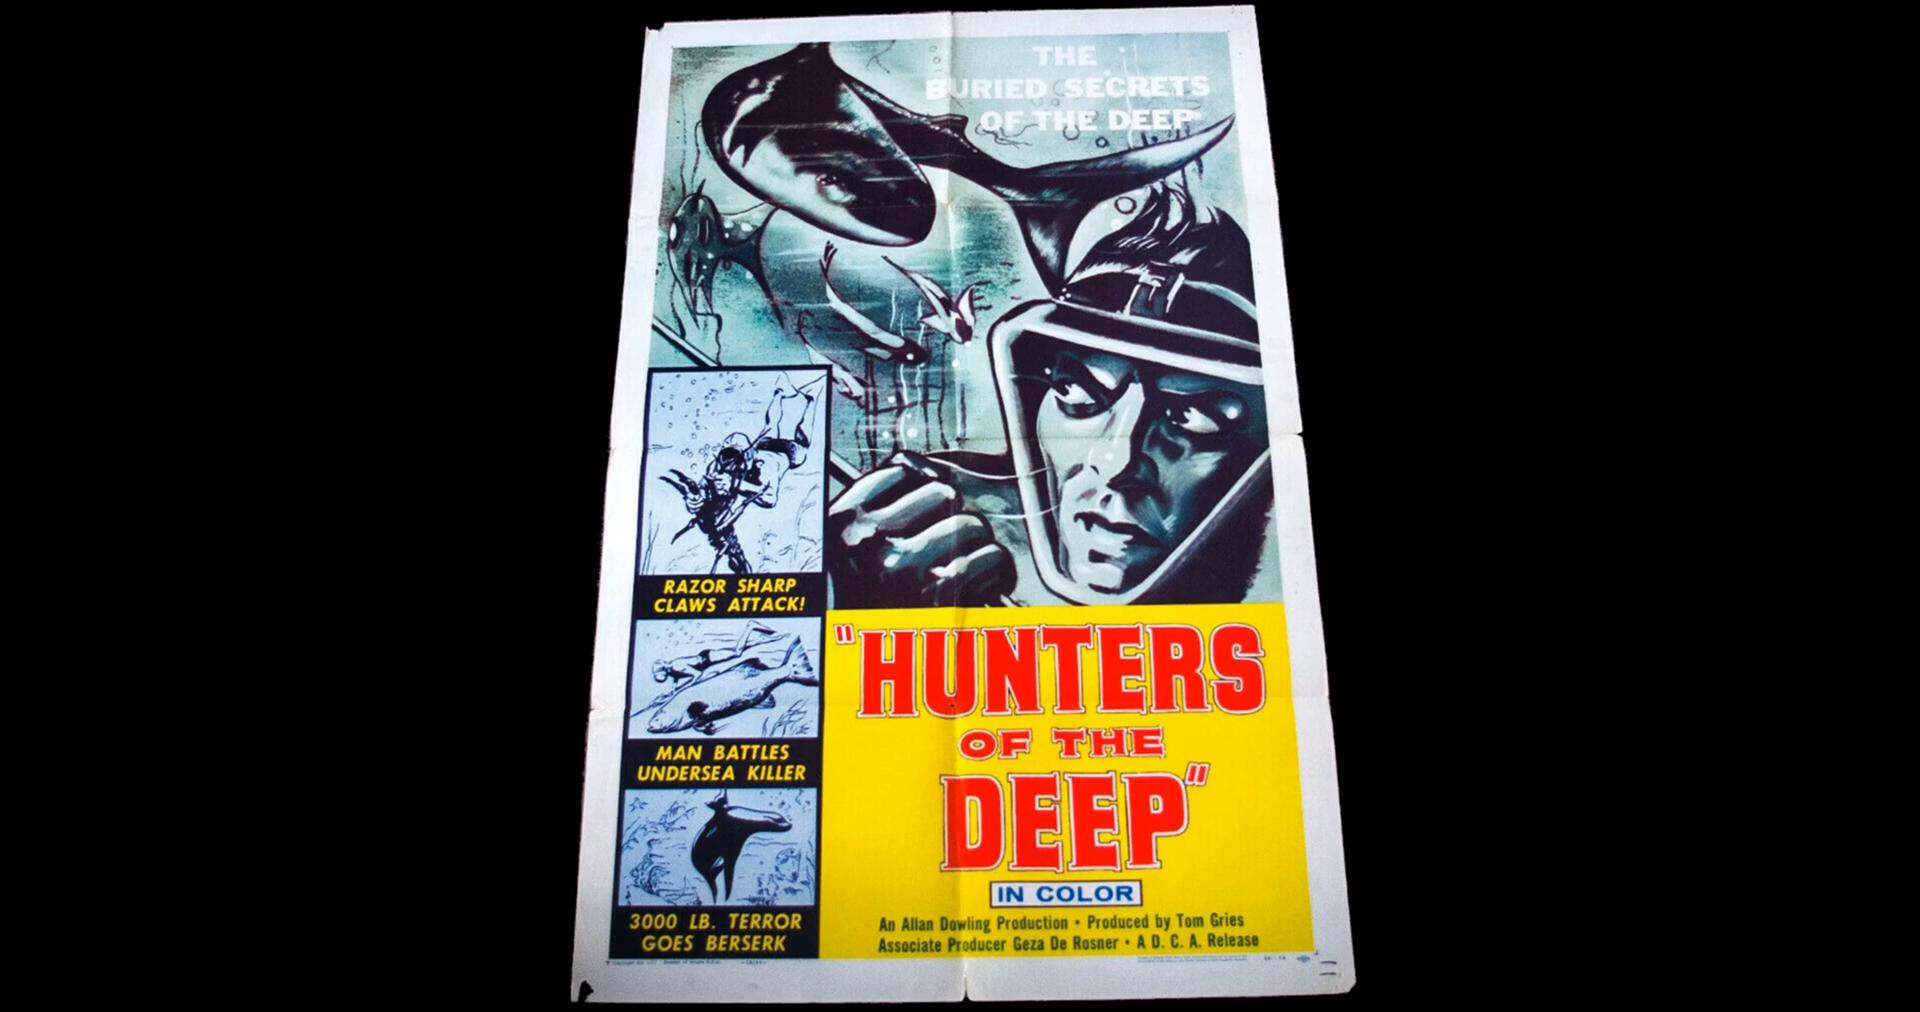 THE
BURIED SECRETS
OF THE DEEP
RAZOR SHARP
CLAWS ATTACK!
MAN BATTLES
UNDERSEA KILLER
3000 LB. TERROR
GOES BERSERK
"HUNTERS
OF THE
DEEP"
IN COLOR
An Allan Dowling Production • Produced by Tom Gries
Associate Producer Geza De Rosner • A D. C. A. Release